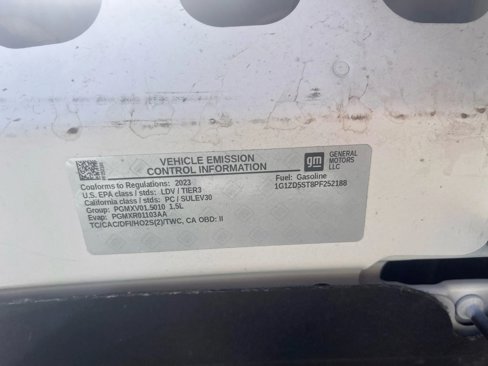 VEHICLE EMISSION
CONTROL INFORMATION
gm
GENERAL
MOTORS
LLC
Conforms to Regulations: 2023
U.S. EPA class / stds: LDV / TIER3
California class / stds: PC / SULEV30
Group: PGMXV01.5010 1.5L
Evap: PGMXR01103AA
TC/CAC/DFI/HO2S(2)/TWC, CA OBD: II
Fuel: Gasoline
1G1ZD5ST8PF252188